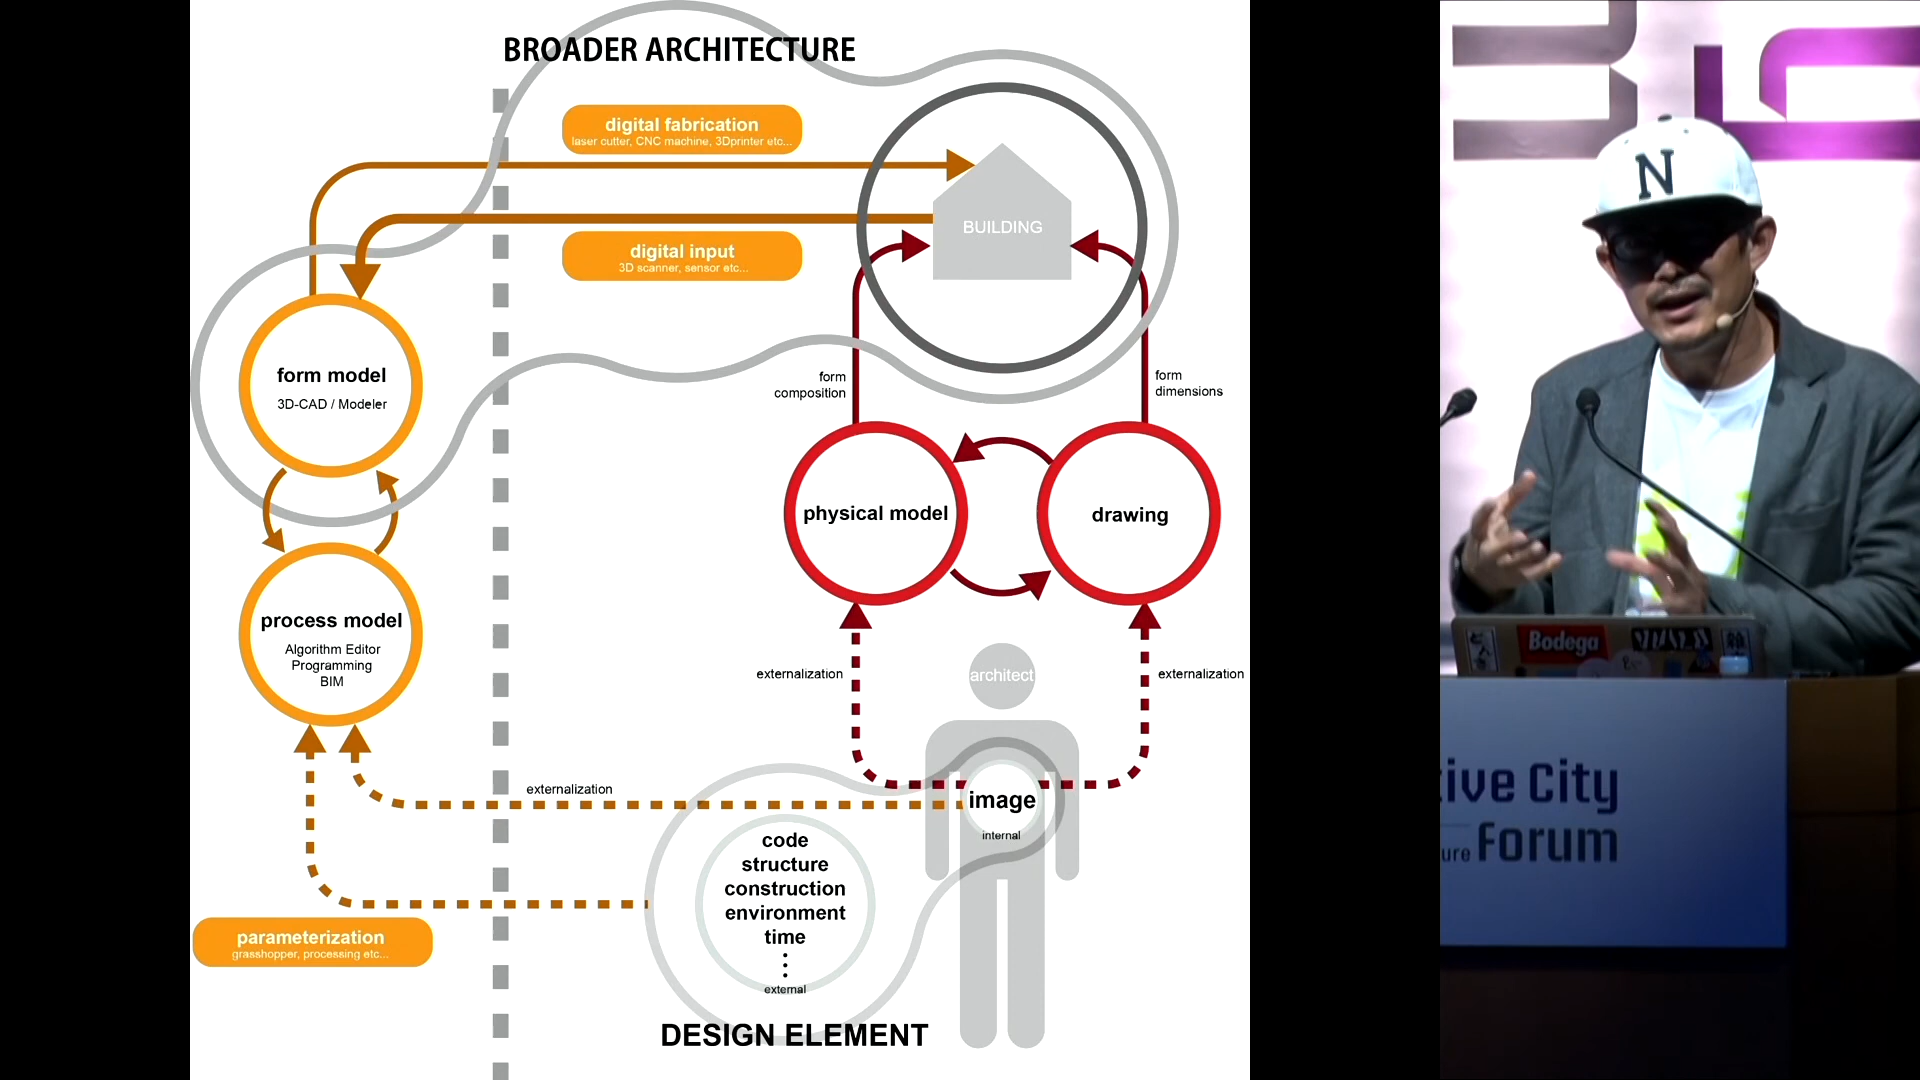 BROADER ARCHITECTURE
digital fabrication
laser cutter, CNC machine, 3Dprinter etc...
BUILDING
digital input
3D scanner, sensor etc...
form model
3D-CAD / Modeler
form
composition
form
dimensions
physical model
drawing
process model
Algorithm Editor
Programming
BIM
externalization
architect
externalization
externalization
image
internal
code
structure
construction
environment
time
external
parameterization
grasshopper, processing etc...
DESIGN ELEMENT
N
Bodega
tive City
ure Forum